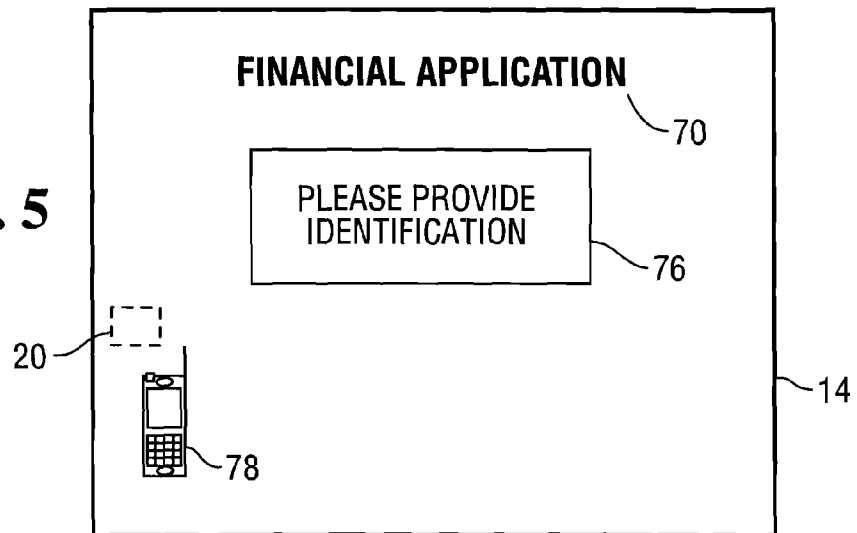 FINANCIAL APPLICATION
70
. 5
PLEASE PROVIDE
IDENTIFICATION
76
20
14
78